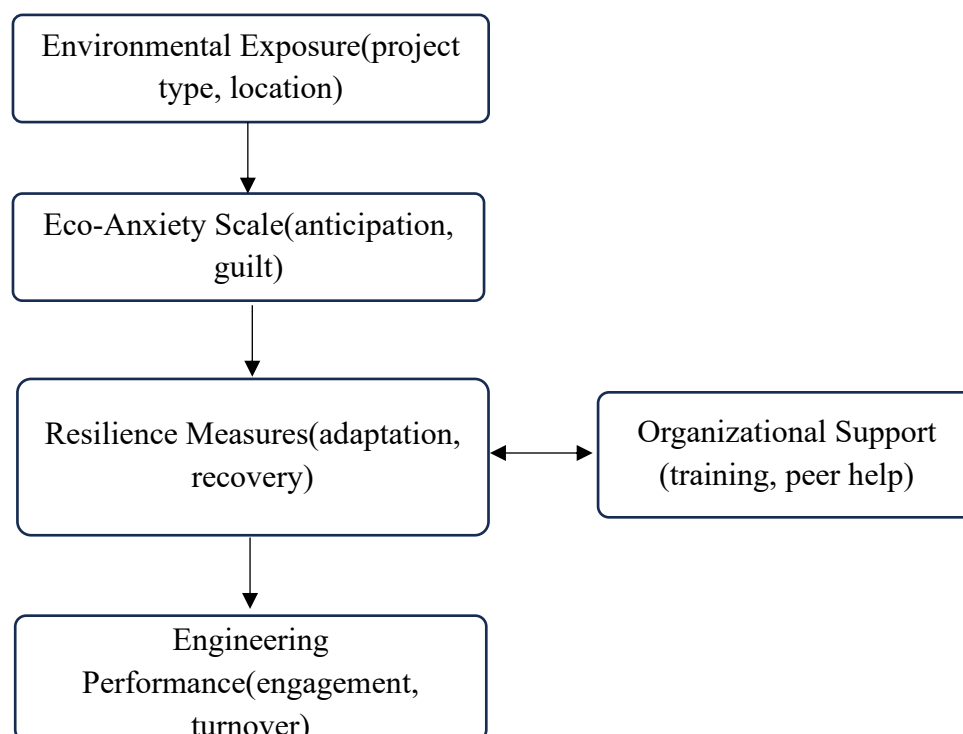 Environmental Exposure(project
type, location)
Eco-Anxiety Scale(anticipation,
guilt)
Resilience Measures(adaptation,
recovery)
Organizational Support
(training, peer help)
Engineering
Performance(engagement,
turnover)